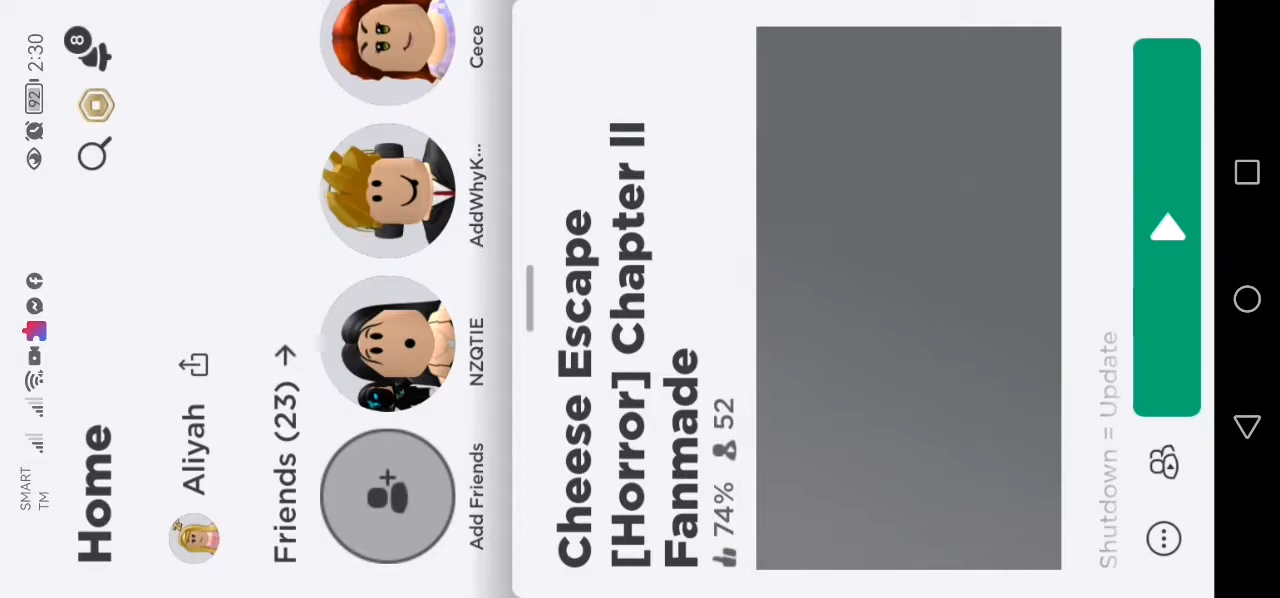 SMART
TM
92
2:30
Home
8
Aliyah
Friends (23) →
Add Friends
NZQTIE
AddWhyK...
Cece
Cheese Escape
[Horror] Chapter II
Fanmade
74% 52
Shutdown = Update